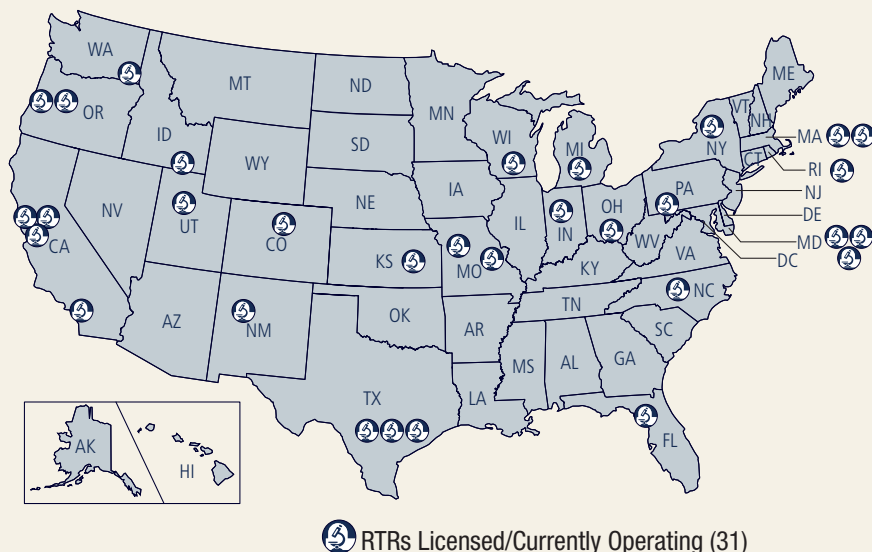 WA
MT
ND
MN
ME
OR
ID
SD
WI
MI
VT
NH
NY
MA
WY
CT
RI
IA
NE
PA
NJ
NV
UT
CO
IL
IN
OH
DE
CA
KS
MO
WV
VA
MD
DC
KY
NC
TN
AZ
NM
OK
AR
SC
MS
AL
GA
TX
LA
FL
AK
HI
RTRs Licensed/Currently Operating (31)